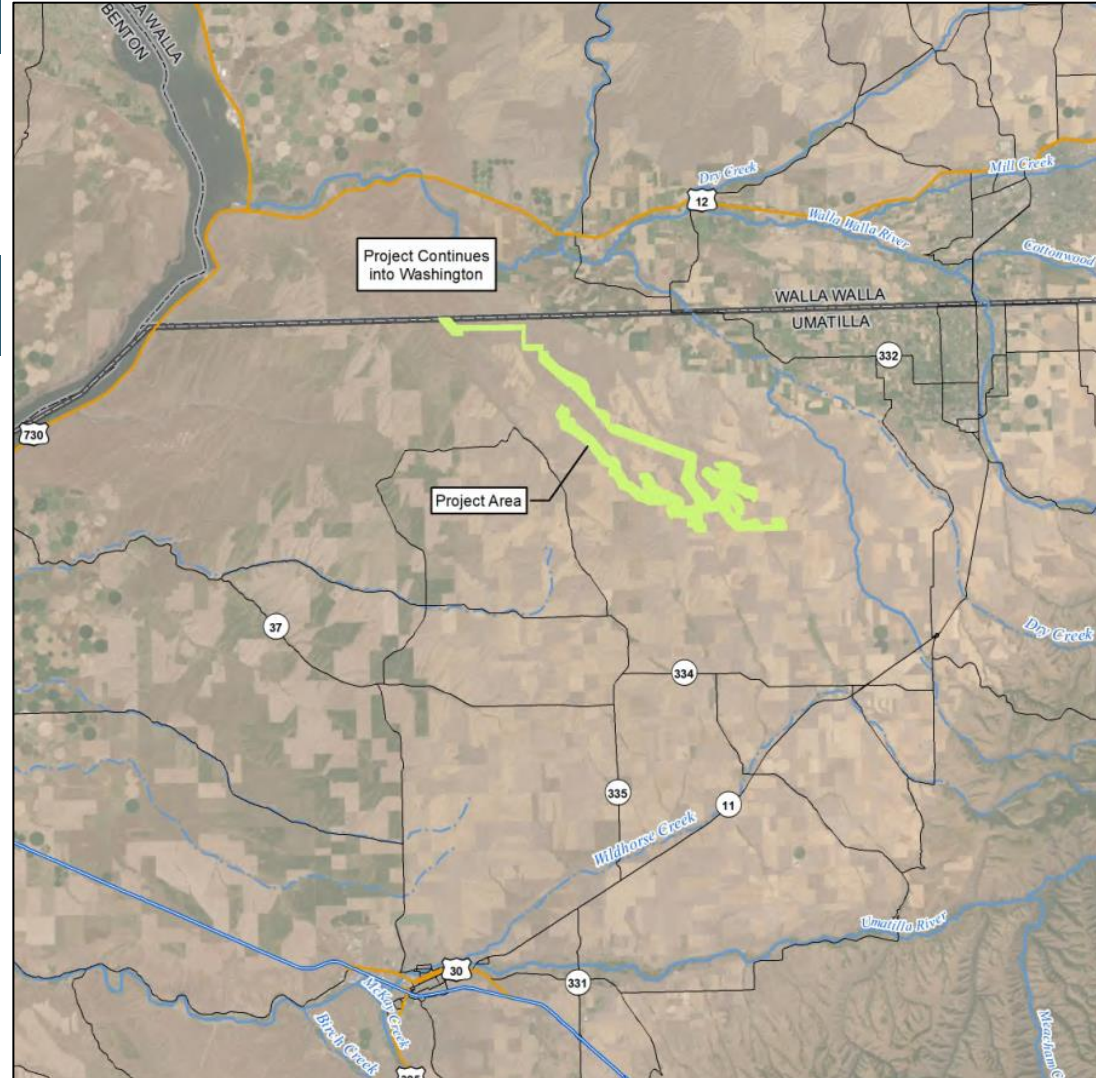 WALLA WALLA
BENTON
Dry Creek
Mill Creek
12
Walla Walla River
Project Continues
into Washington
Cottonwood
WALLA WALLA
UMATILLA
332
730
Project Area
Dry Creek
37
334
335
11
Wildhorse Creek
Umatilla River
30
331
McKay Creek
Birch Creek
Meacham C